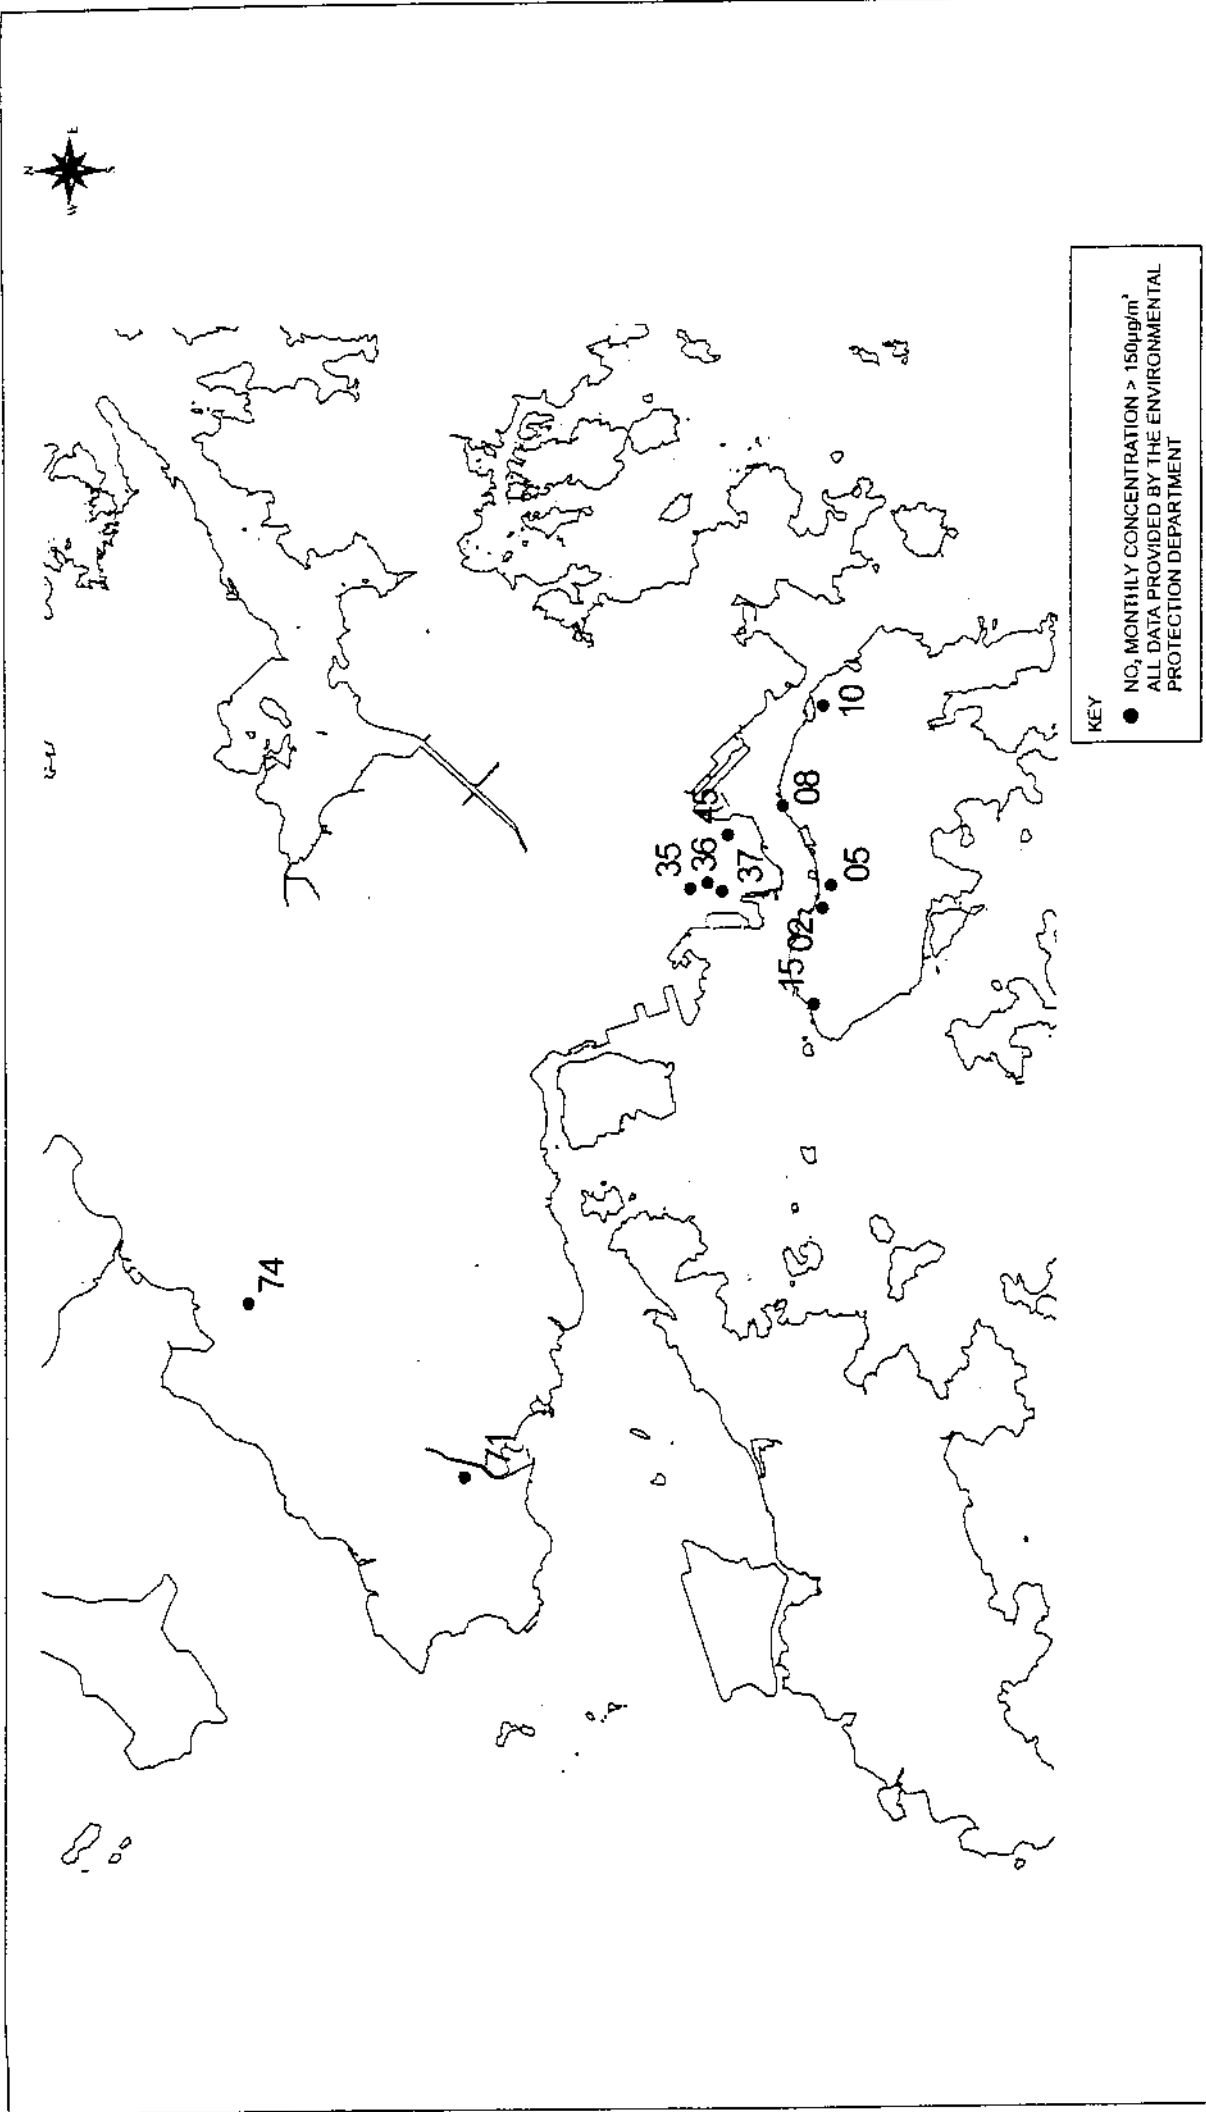 N
W
E
S
74
71
35
36
45
37
15
02
05
08
10
KEY
● NO₂ MONTHLY CONCENTRATION > 150µg/m³
ALL DATA PROVIDED BY THE ENVIRONMENTAL
PROTECTION DEPARTMENT